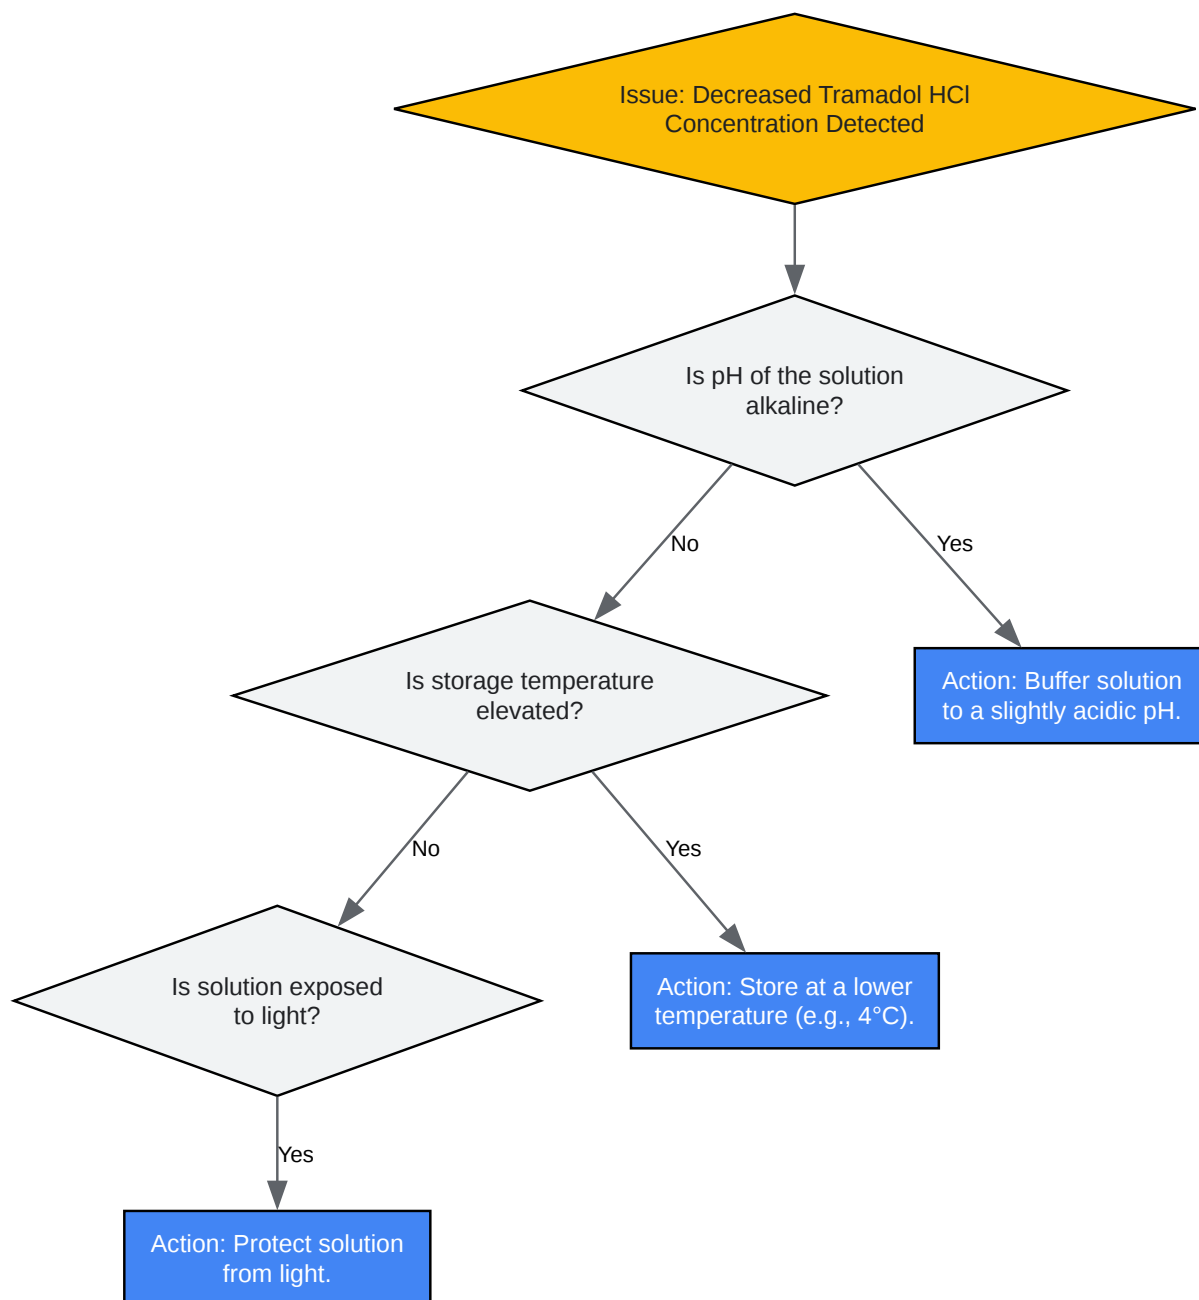 Issue: Decreased Tramadol HCl
Concentration Detected
Is pH of the solution
alkaline?
No
Yes
Is storage temperature
elevated?
Action: Buffer solution
to a slightly acidic pH.
No
Yes
Is solution exposed
to light?
Action: Store at a lower
temperature (e.g., 4°C).
Yes
Action: Protect solution
from light.